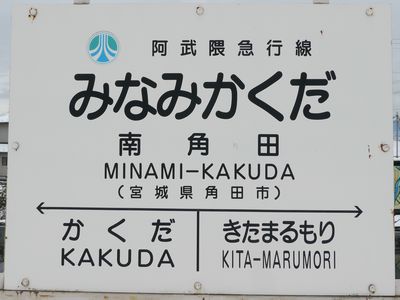 阿武隈急行線
みなみかくだ
南角田
MINAMI-KAKUDA
(宮城県角田市)
かくだ
KAKUDA
きたまるもり
KITA-MARUMORI